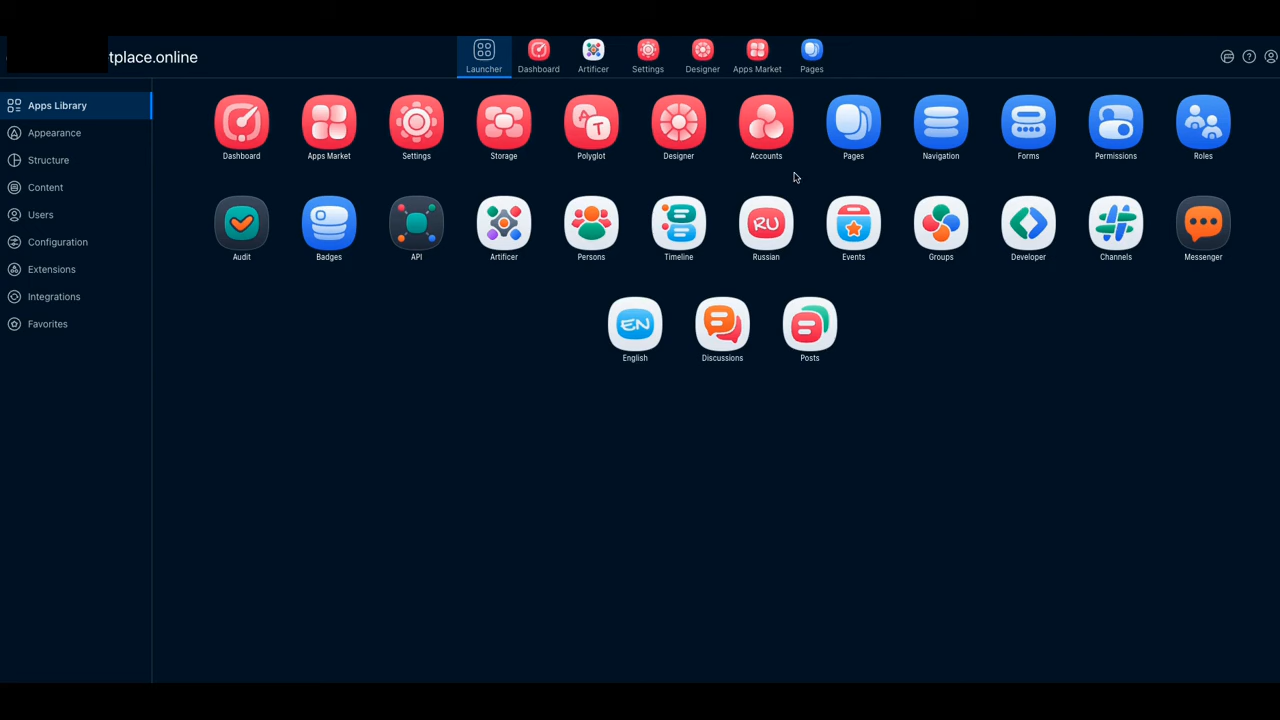 tplace.online
Launcher
Dashboard
Artificer
Settings
Designer
Apps Market
Pages
Apps Library
Appearance
Structure
Content
Users
Configuration
Extensions
Integrations
Favorites
Dashboard
Apps Market
Settings
Storage
A T
Polyglot
Designer
Accounts
Pages
Navigation
Forms
Permissions
Roles
Audit
Badges
API
Artificer
Persons
Timeline
RU
Russian
Events
Groups
Developer
Channels
Messenger
EN
English
Discussions
Posts